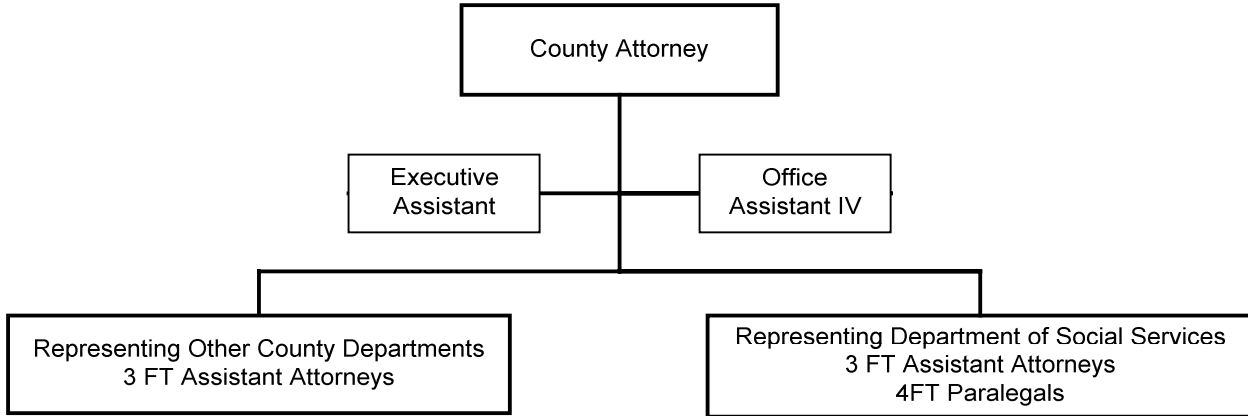 County Attorney
Executive
Assistant
Office
Assistant IV
Representing Other County Departments
3 FT Assistant Attorneys
Representing Department of Social Services
3 FT Assistant Attorneys
4FT Paralegals